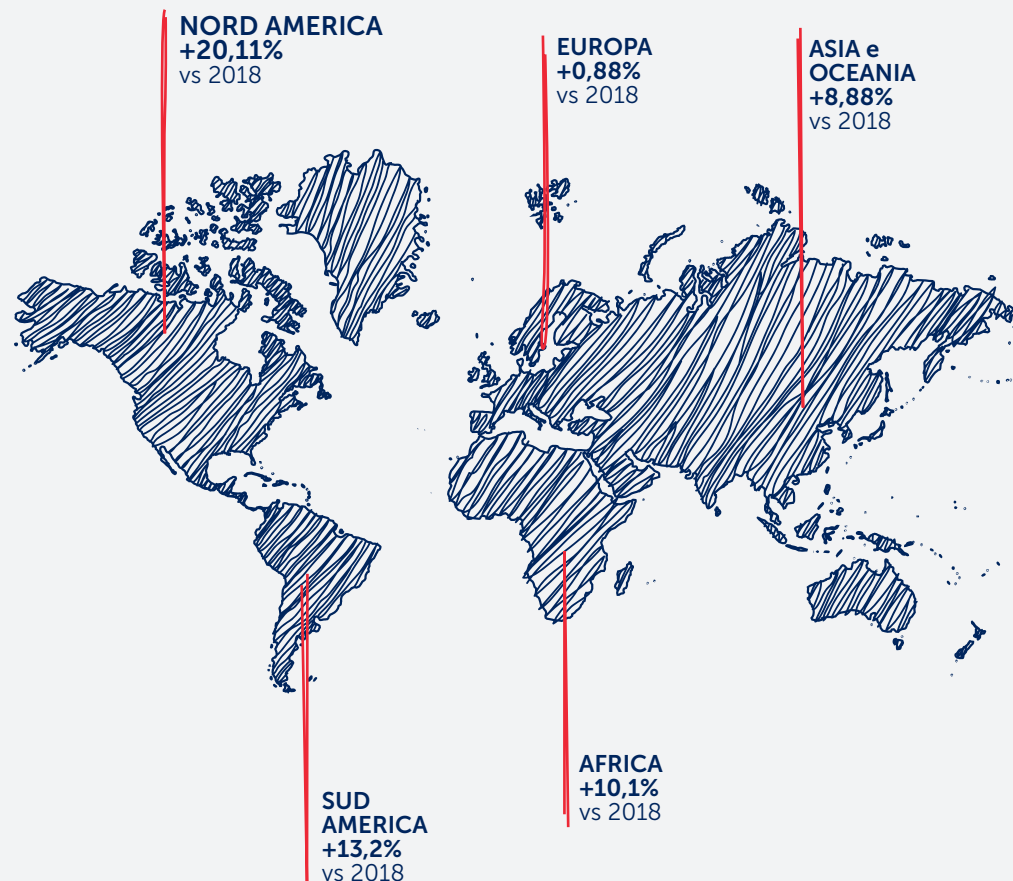 NORD AMERICA
+20,11%
vs 2018
EUROPA
+0,88%
vs 2018
ASIA e
OCEANIA
+8,88%
vs 2018
AFRICA
+10,1%
vs 2018
SUD
AMERICA
+13,2%
vs 2018